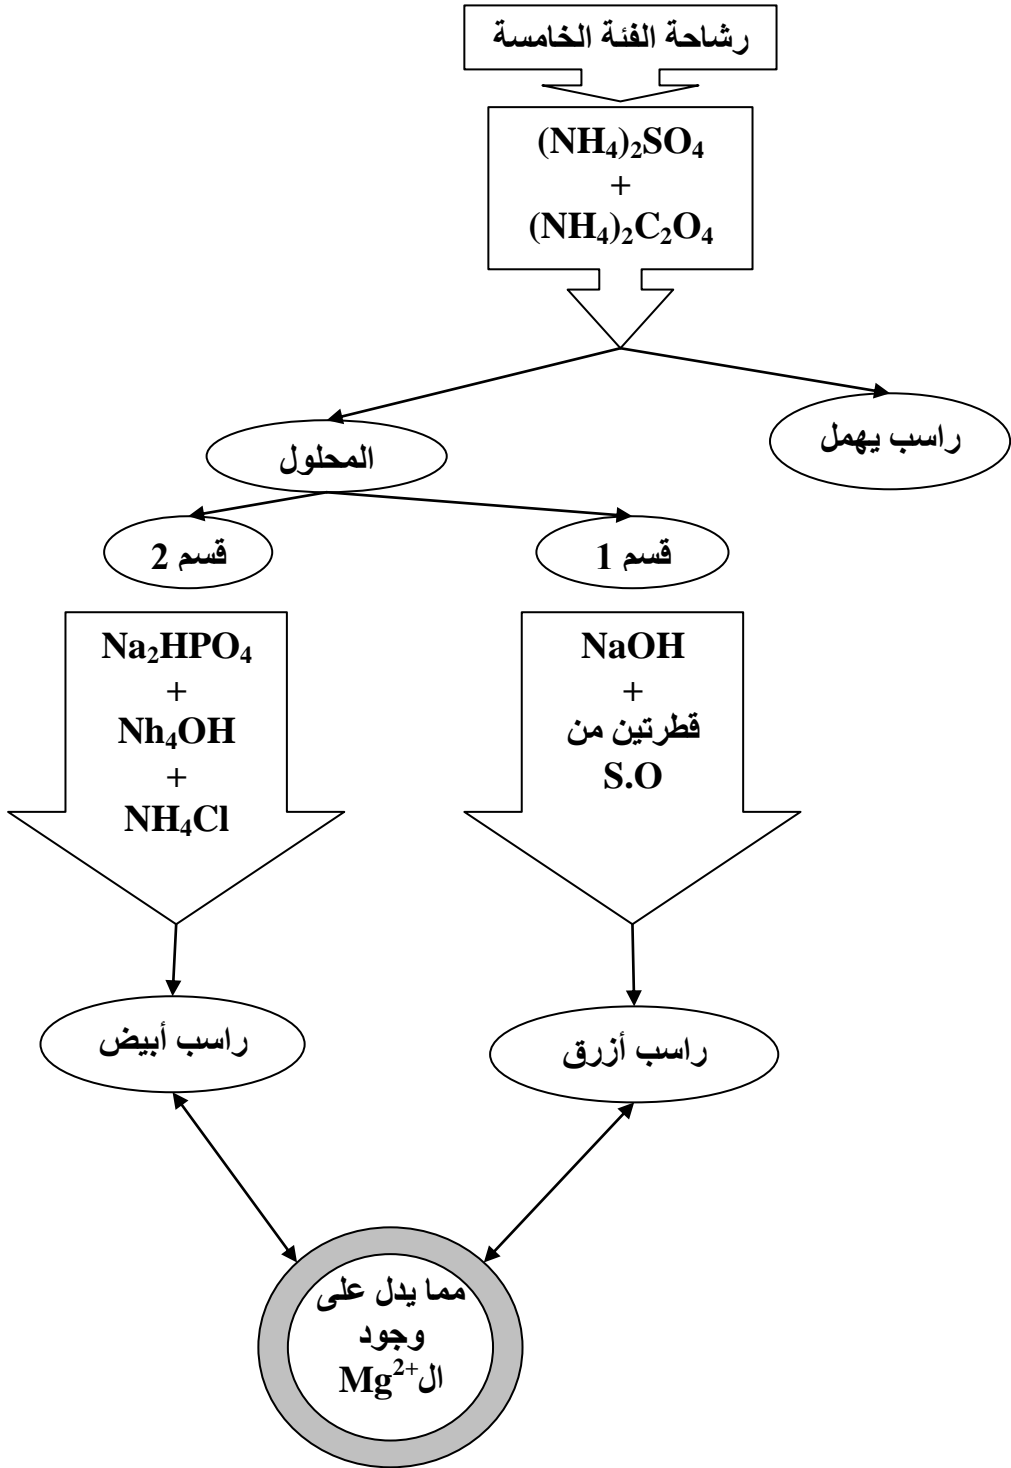 رشاحة الفئة الخامسة
(NH₄)₂SO₄
+
(NH₄)₂C₂O₄
راسب يهمل
المحلول
قسم 1
قسم 2
NaOH
+
قطرتين من
S.O
Na₂HPO₄
+
Nh₄OH
+
NH₄Cl
راسب أزرق
راسب أبيض
مما يدل على
وجود
الMg²⁺